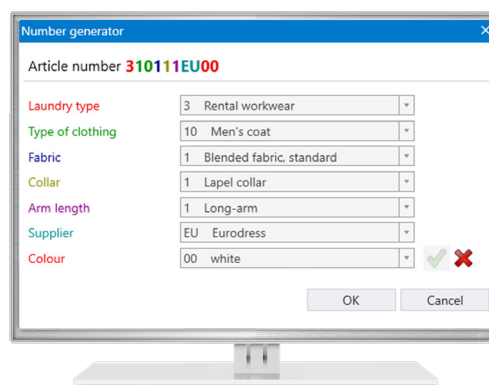 Number generator
Article number 310111EU00
Laundry type 3 Rental workwear
Type of clothing 10 Men's coat
Fabric 1 Blended fabric, standard
Collar 1 Lapel collar
Arm length 1 Long-arm
Supplier EU Eurodress
Colour 00 white
OK Cancel